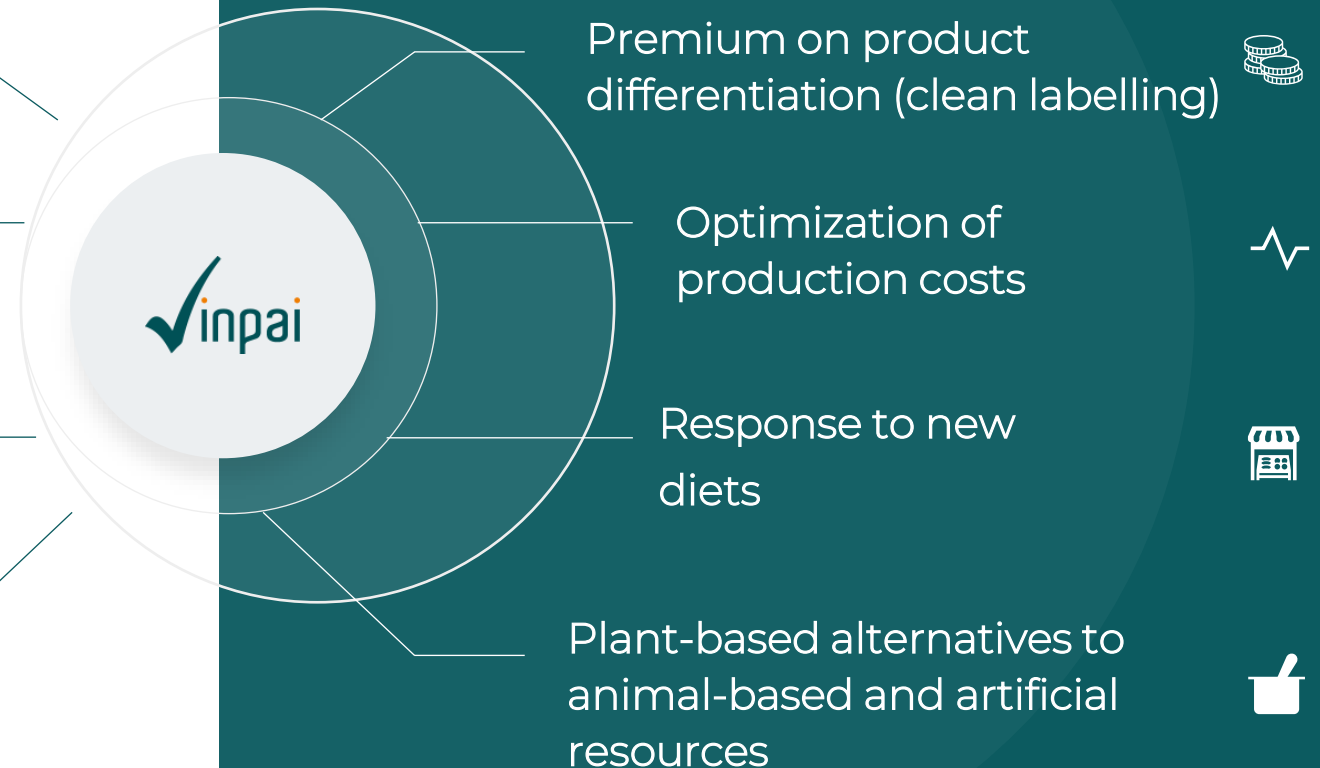 Premium on product
differentiation (clean labelling)
Optimization of
production costs
Vinpai
Response to new
diets
Plant-based alternatives to
animal-based and artificial
resources